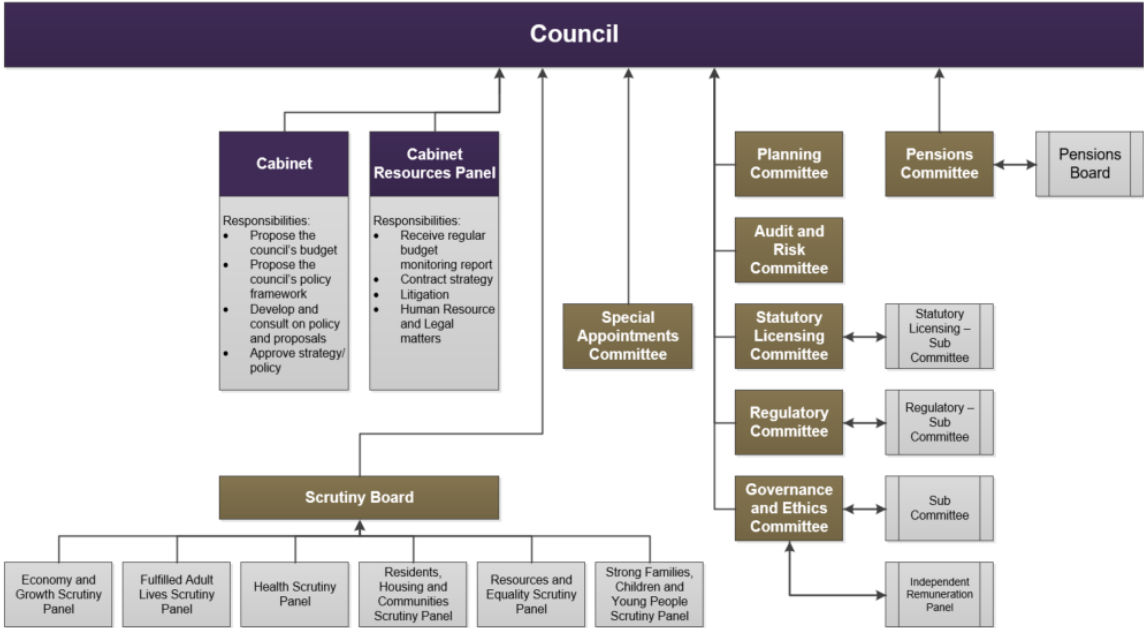 Council
Cabinet
Responsibilities:
• Propose the
council's budget
• Propose the
council's policy
framework
• Develop and
consult on policy
and proposals
• Approve strategy/
policy
Cabinet
Resources Panel
Responsibilities:
• Receive regular
budget
monitoring report
• Contract strategy
• Litigation
• Human Resource
and Legal
matters
Planning
Committee
Pensions
Committee
Pensions
Board
Audit and
Risk
Committee
Special
Appointments
Committee
Statutory
Licensing
Committee
Statutory
Licensing –
Sub
Committee
Regulatory
Committee
Regulatory –
Sub
Committee
Scrutiny Board
Governance
and Ethics
Committee
Sub
Committee
Economy and
Growth Scrutiny
Panel
Fulfilled Adult
Lives Scrutiny
Panel
Health Scrutiny
Panel
Residents,
Housing and
Communities
Scrutiny Panel
Resources and
Equality Scrutiny
Panel
Strong Families,
Children and
Young People
Scrutiny Panel
Independent
Remuneration
Panel